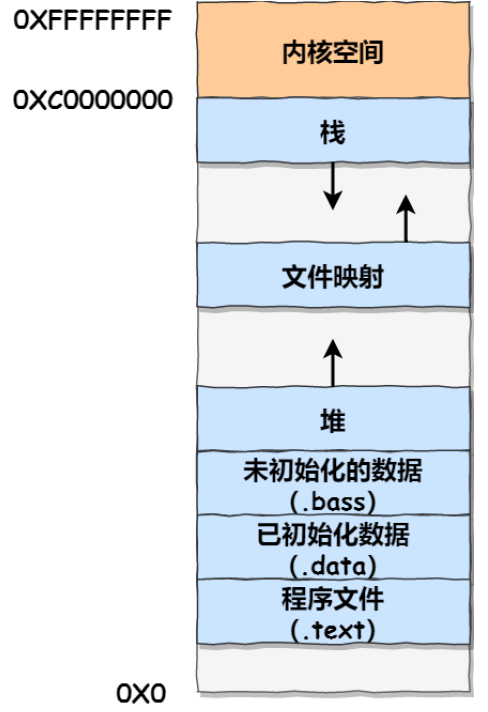 0XFFFFFFFF
内核空间
0XC0000000
栈
文件映射
堆
未初始化的数据
(.bass)
已初始化数据
(.data)
程序文件
(.text)
0X0